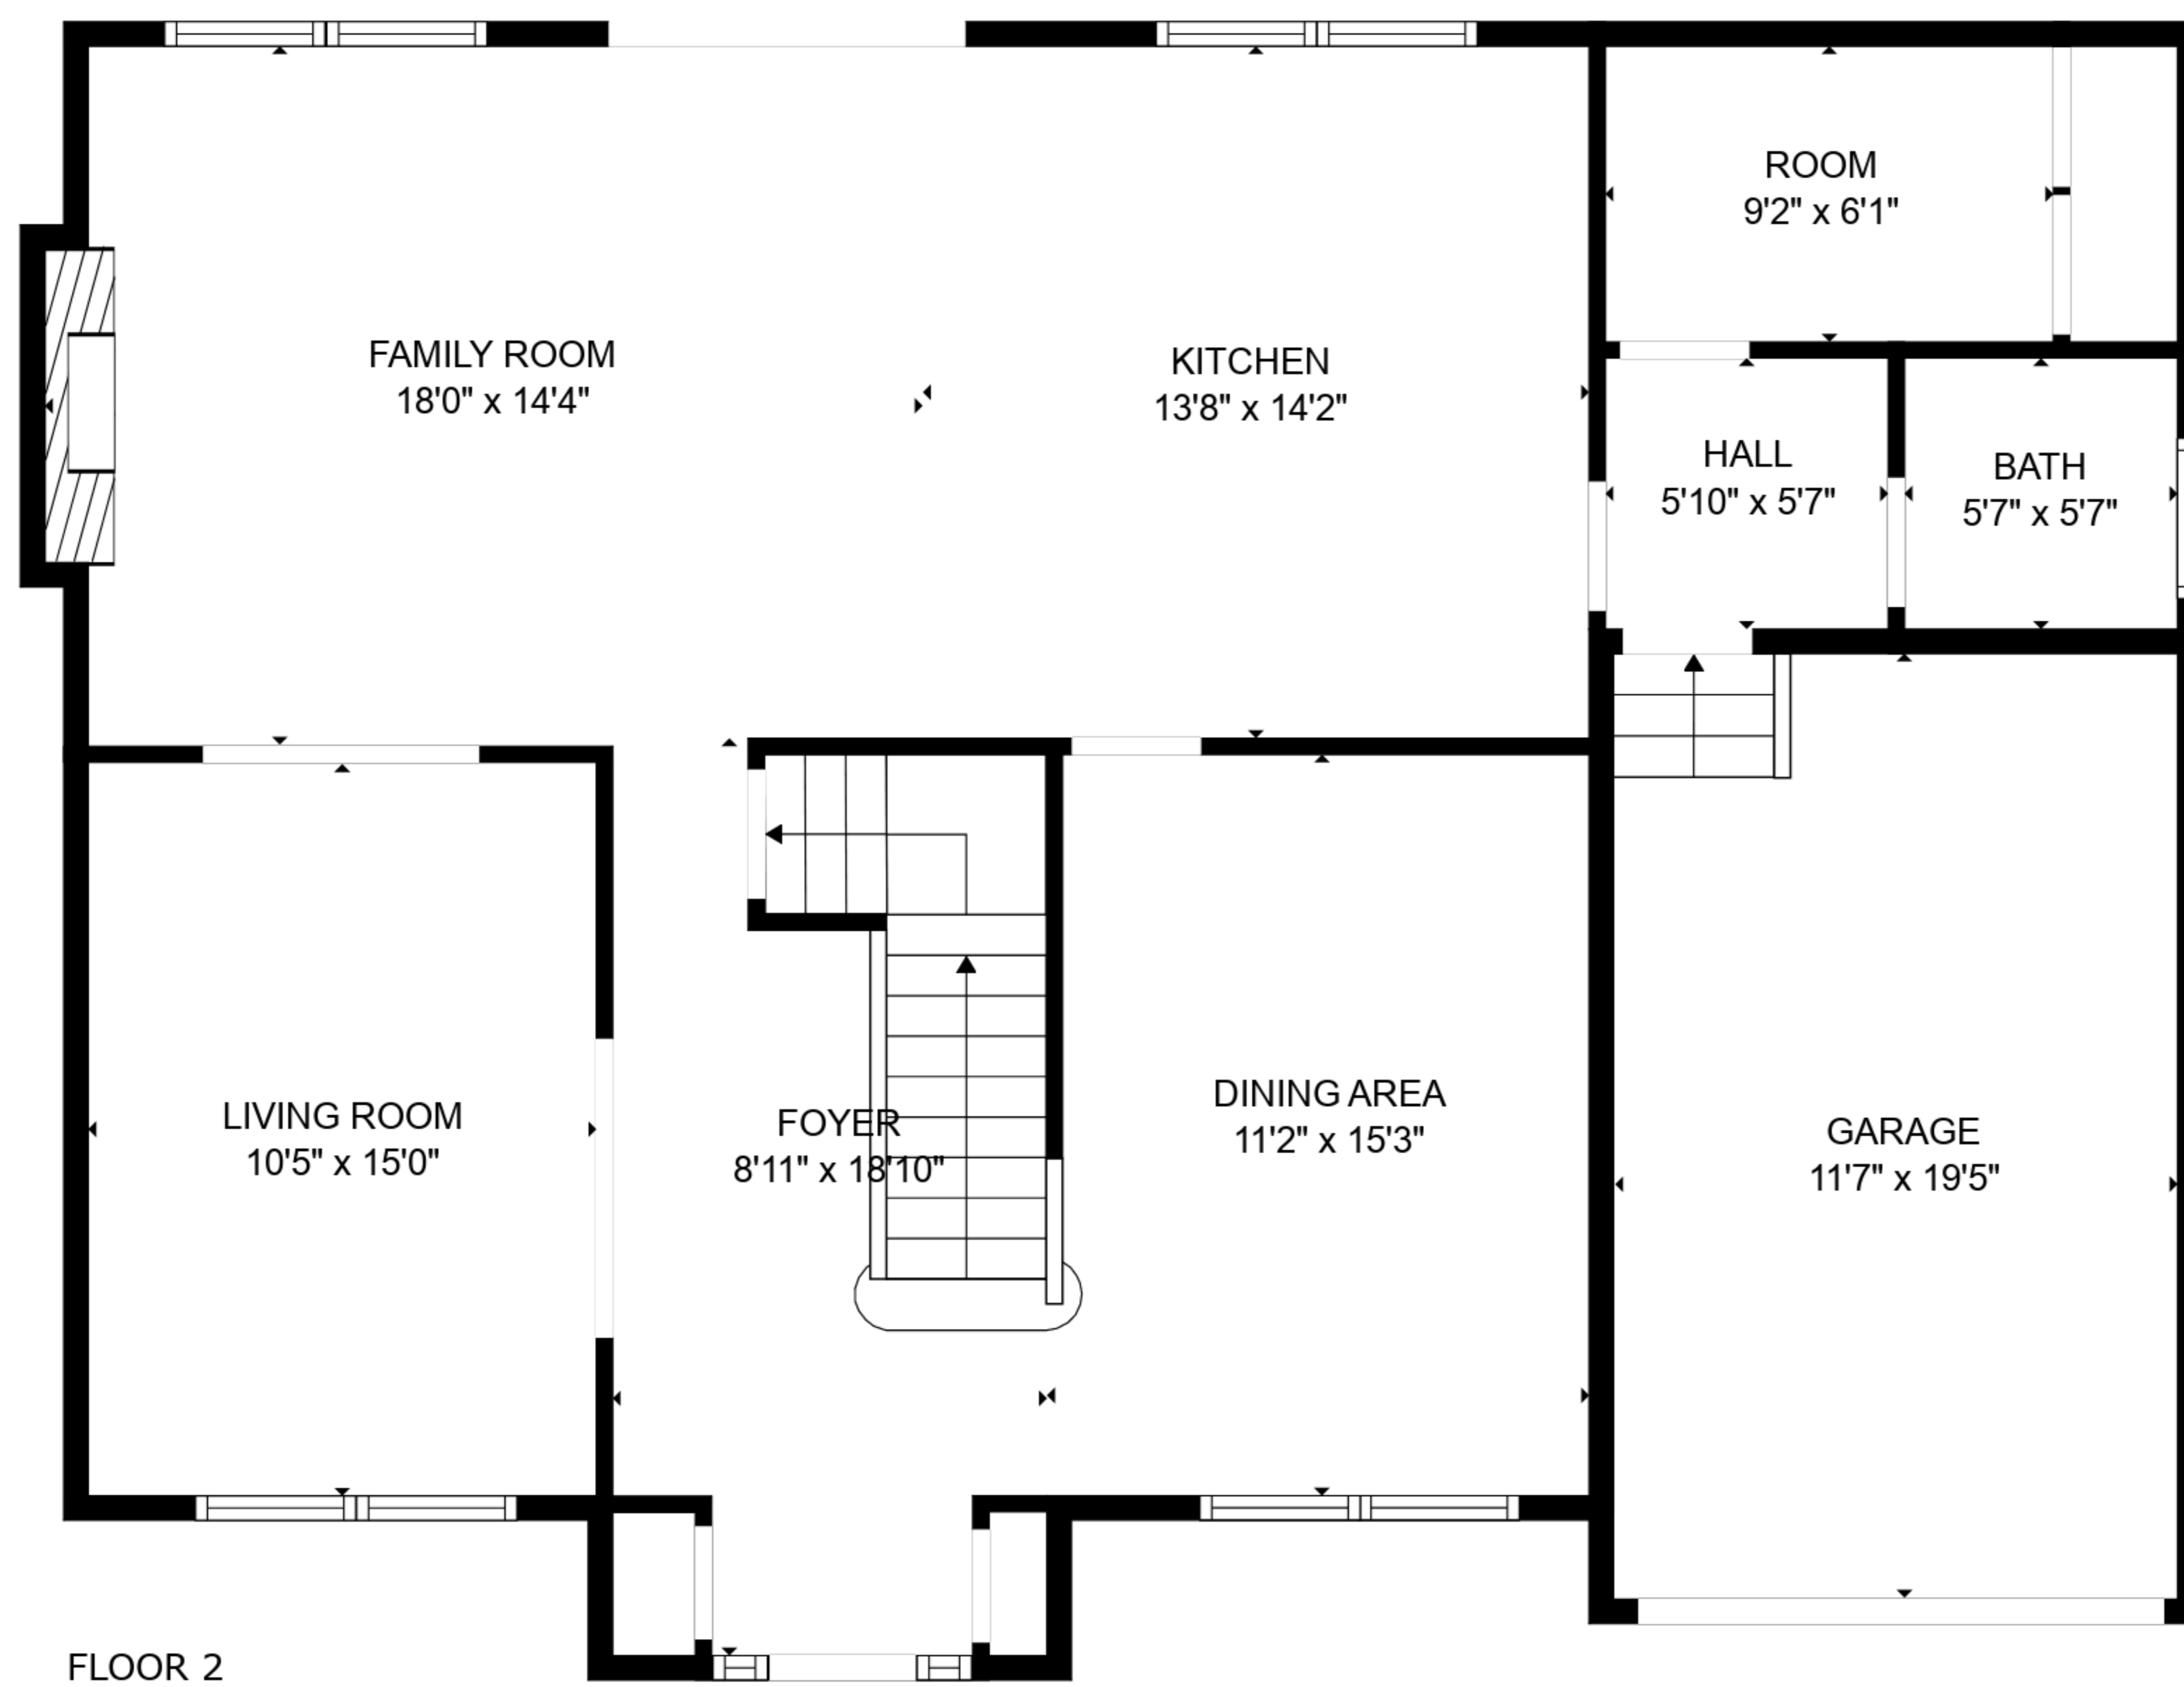 ROOM
9'2" x 6'1"
FAMILY ROOM
18'0" x 14'4"
KITCHEN
13'8" x 14'2"
HALL
5'10" x 5'7"
BATH
5'7" x 5'7"
LIVING ROOM
10'5" x 15'0"
FOYER
8'11" x 18'10"
DINING AREA
11'2" x 15'3"
GARAGE
11'7" x 19'5"
FLOOR 2